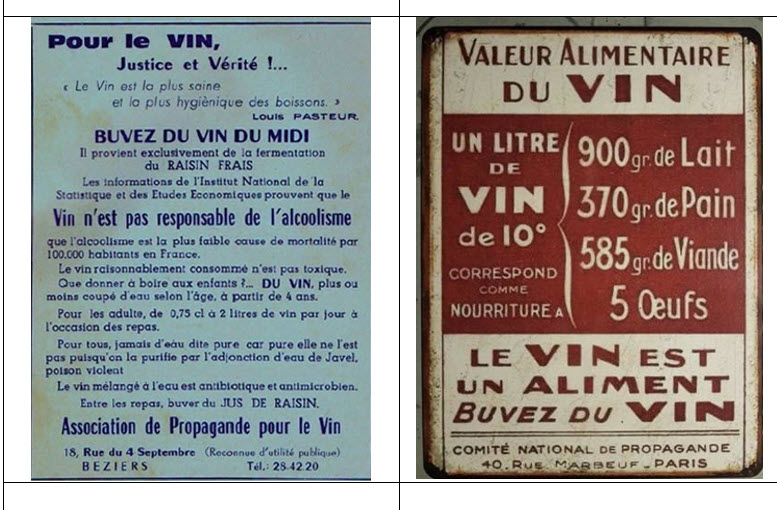 Pour le VIN,
Justice et Vérité !...
« Le Vin est la plus saine
et la plus hygiènique des boissons. »
LOUIS PASTEUR.
BUVEZ DU VIN DU MIDI
Il provient exclusivement de la fermentation
du RAISIN FRAIS
Les informations de l'Institut National de la
Statistique et des Etudes Economiques prouvent que le
Vin n'est pas responsable de l'alcoolisme
que l'alcoolisme est la plus faible cause de mortalité par
100.000 habitants en France.
Le vin raisonnablement consommé n'est pas toxique.
Que donner à boire aux enfants ?... DU VIN, plus ou
moins coupé d'eau selon l'âge, à partir de 4 ans.
Pour les adultes, de 0,75 cl à 2 litres de vin par jour à
l'occasion des repas.
Pour tous, jamais d'eau dite pure car pure elle ne l'est
pas puisqu'on la purifie par l'adjonction d'eau de Javel,
poison violent
Le vin mélangé à l'eau est antibiotique et antimicrobien.
Entre les repas, buver du JUS DE RAISIN.
Association de Propagande pour le Vin
18, Rue du 4 Septembre (Reconnue d'utilité publique)
BÉZIERS Tél.: 28.42.20
VALEUR ALIMENTAIRE
DU VIN
UN LITRE
DE
VIN
de 10°
CORRESPOND
COMME
NOURRITURE A
900 gr. de Lait
370 gr. de Pain
585 gr. de Viande
5 Œufs
LE VIN EST
UN ALIMENT
BUVEZ DU VIN
COMITÉ NATIONAL DE PROPAGANDE
40. RUE MARBEUF - PARIS